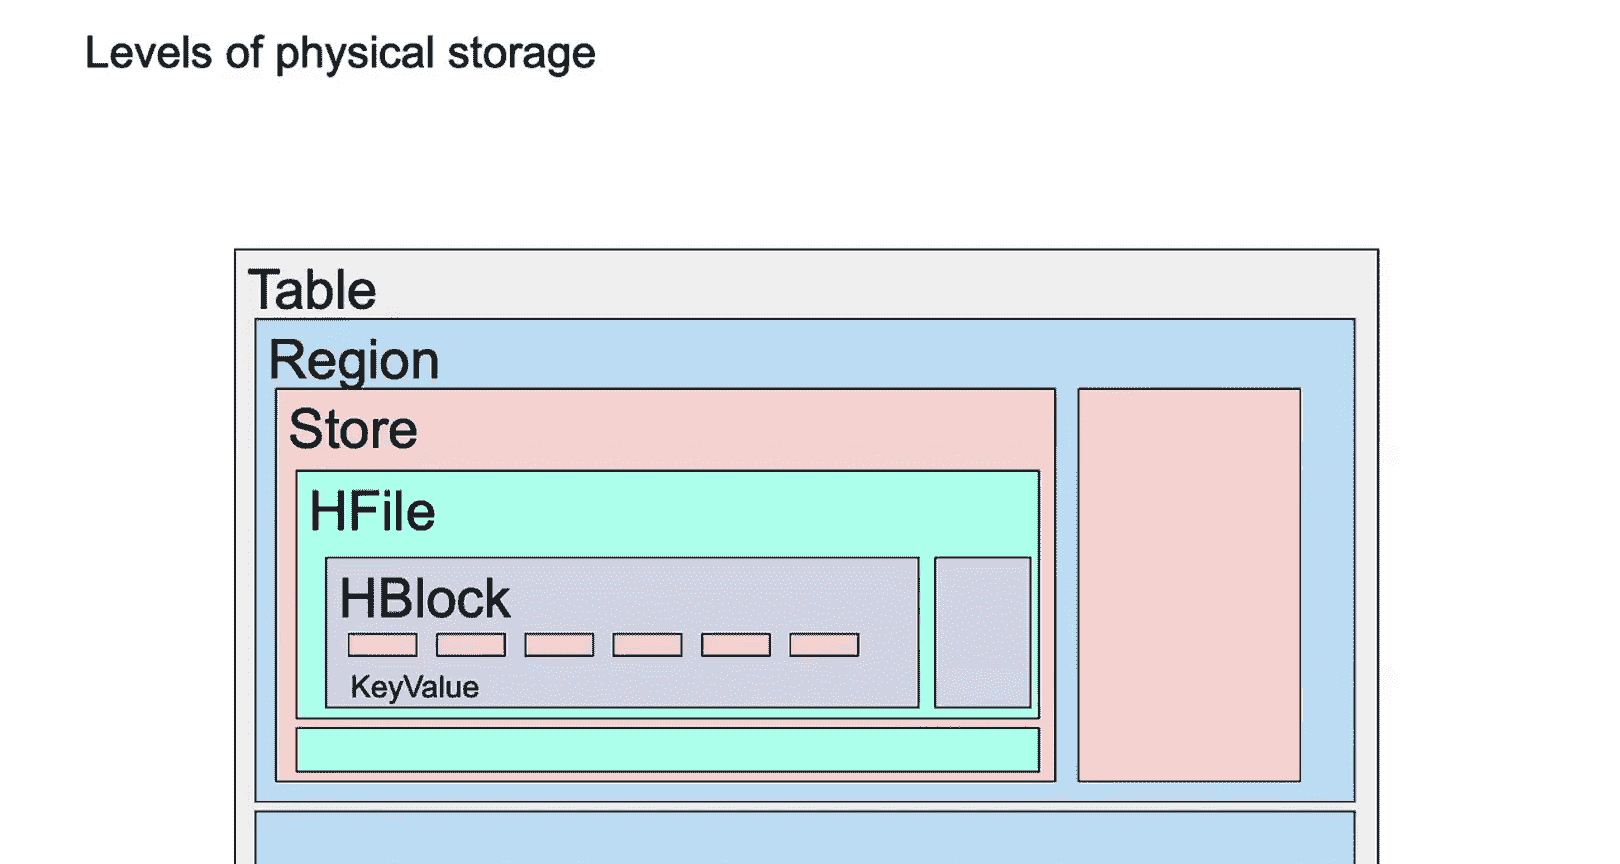 Levels of physical storage
Table
Region
Store
HFile
HBlock
KeyValue